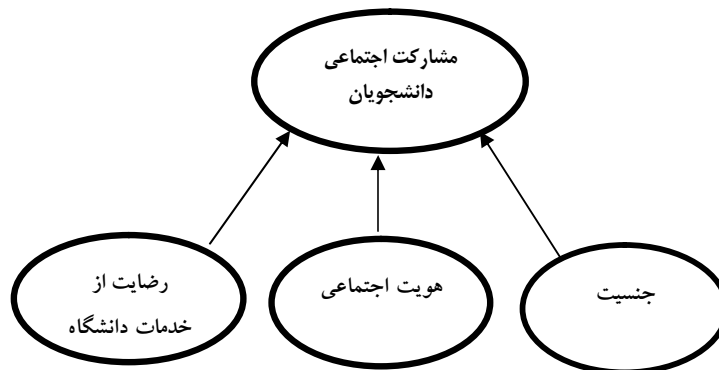 مشارکت اجتماعی
دانشجویان
جنسیت
هویت اجتماعی
رضایت از
خدمات دانشگاه